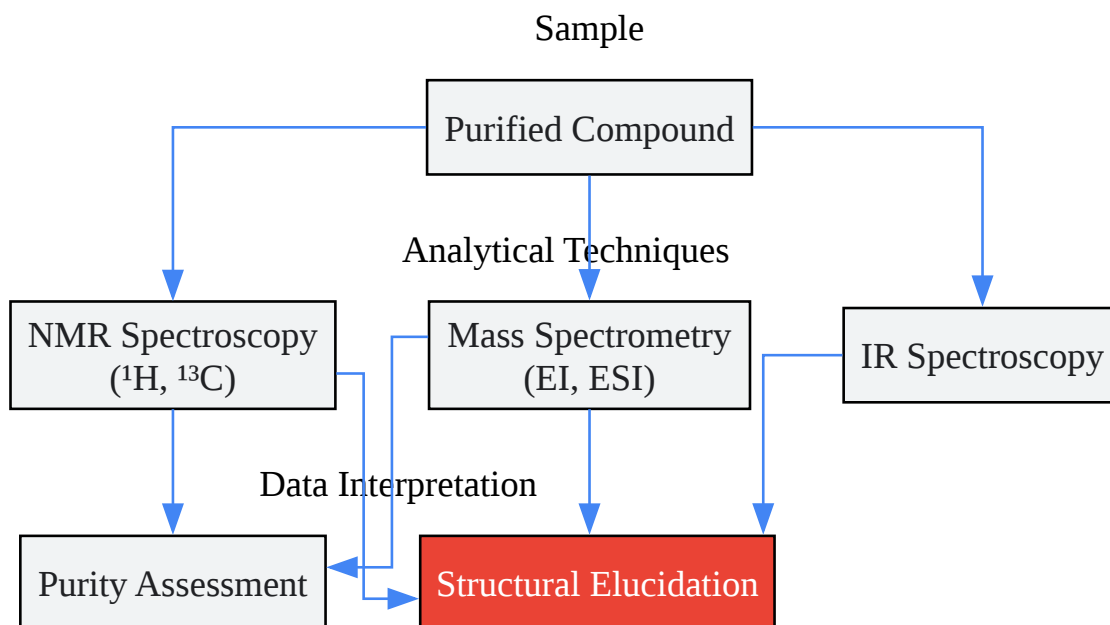 Sample
Purified Compound
Analytical Techniques
NMR Spectroscopy
(¹H, ¹³C)
Mass Spectrometry
(EI, ESI)
IR Spectroscopy
Data Interpretation
Purity Assessment
Structural Elucidation